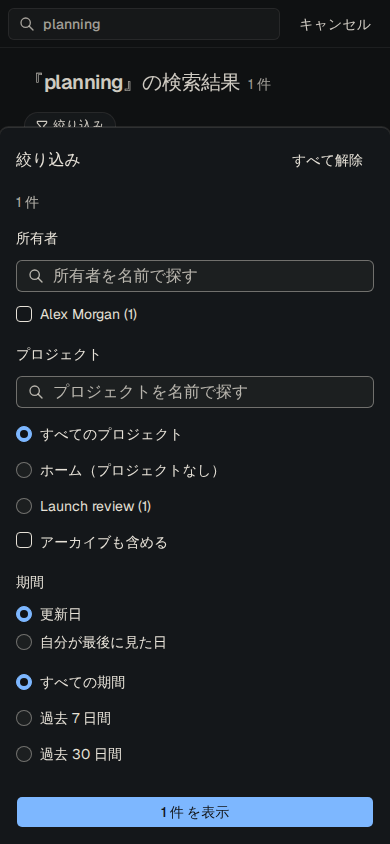 planning
キャンセル
『planning』の検索結果 1 件
絞り込み
絞り込み
すべて解除
1 件
所有者
所有者を名前で探す
Alex Morgan (1)
プロジェクト
プロジェクトを名前で探す
すべてのプロジェクト
ホーム（プロジェクトなし）
Launch review (1)
アーカイブも含める
期間
更新日
自分が最後に見た日
すべての期間
過去 7 日間
過去 30 日間
1 件 を表示